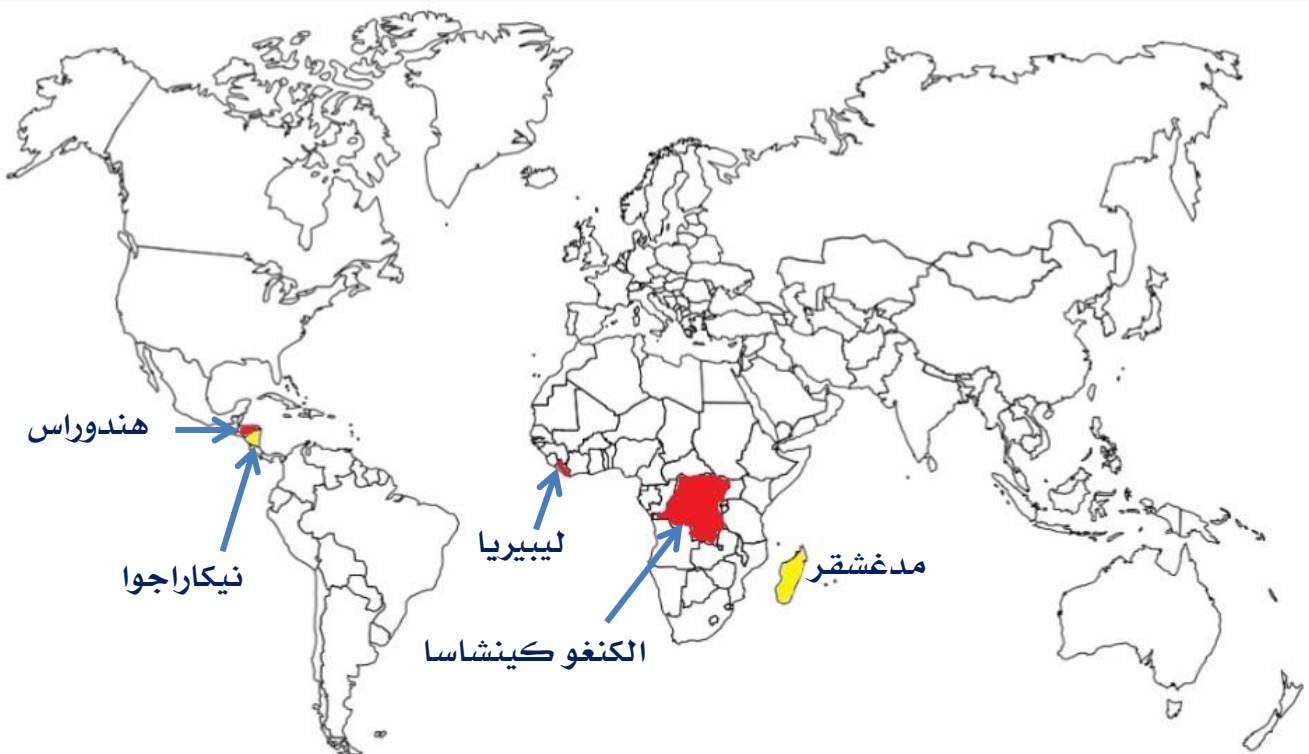 هندوراس
نيكاراجوا
ليبيريا
مدغشقر
الكنغو كينشاسا